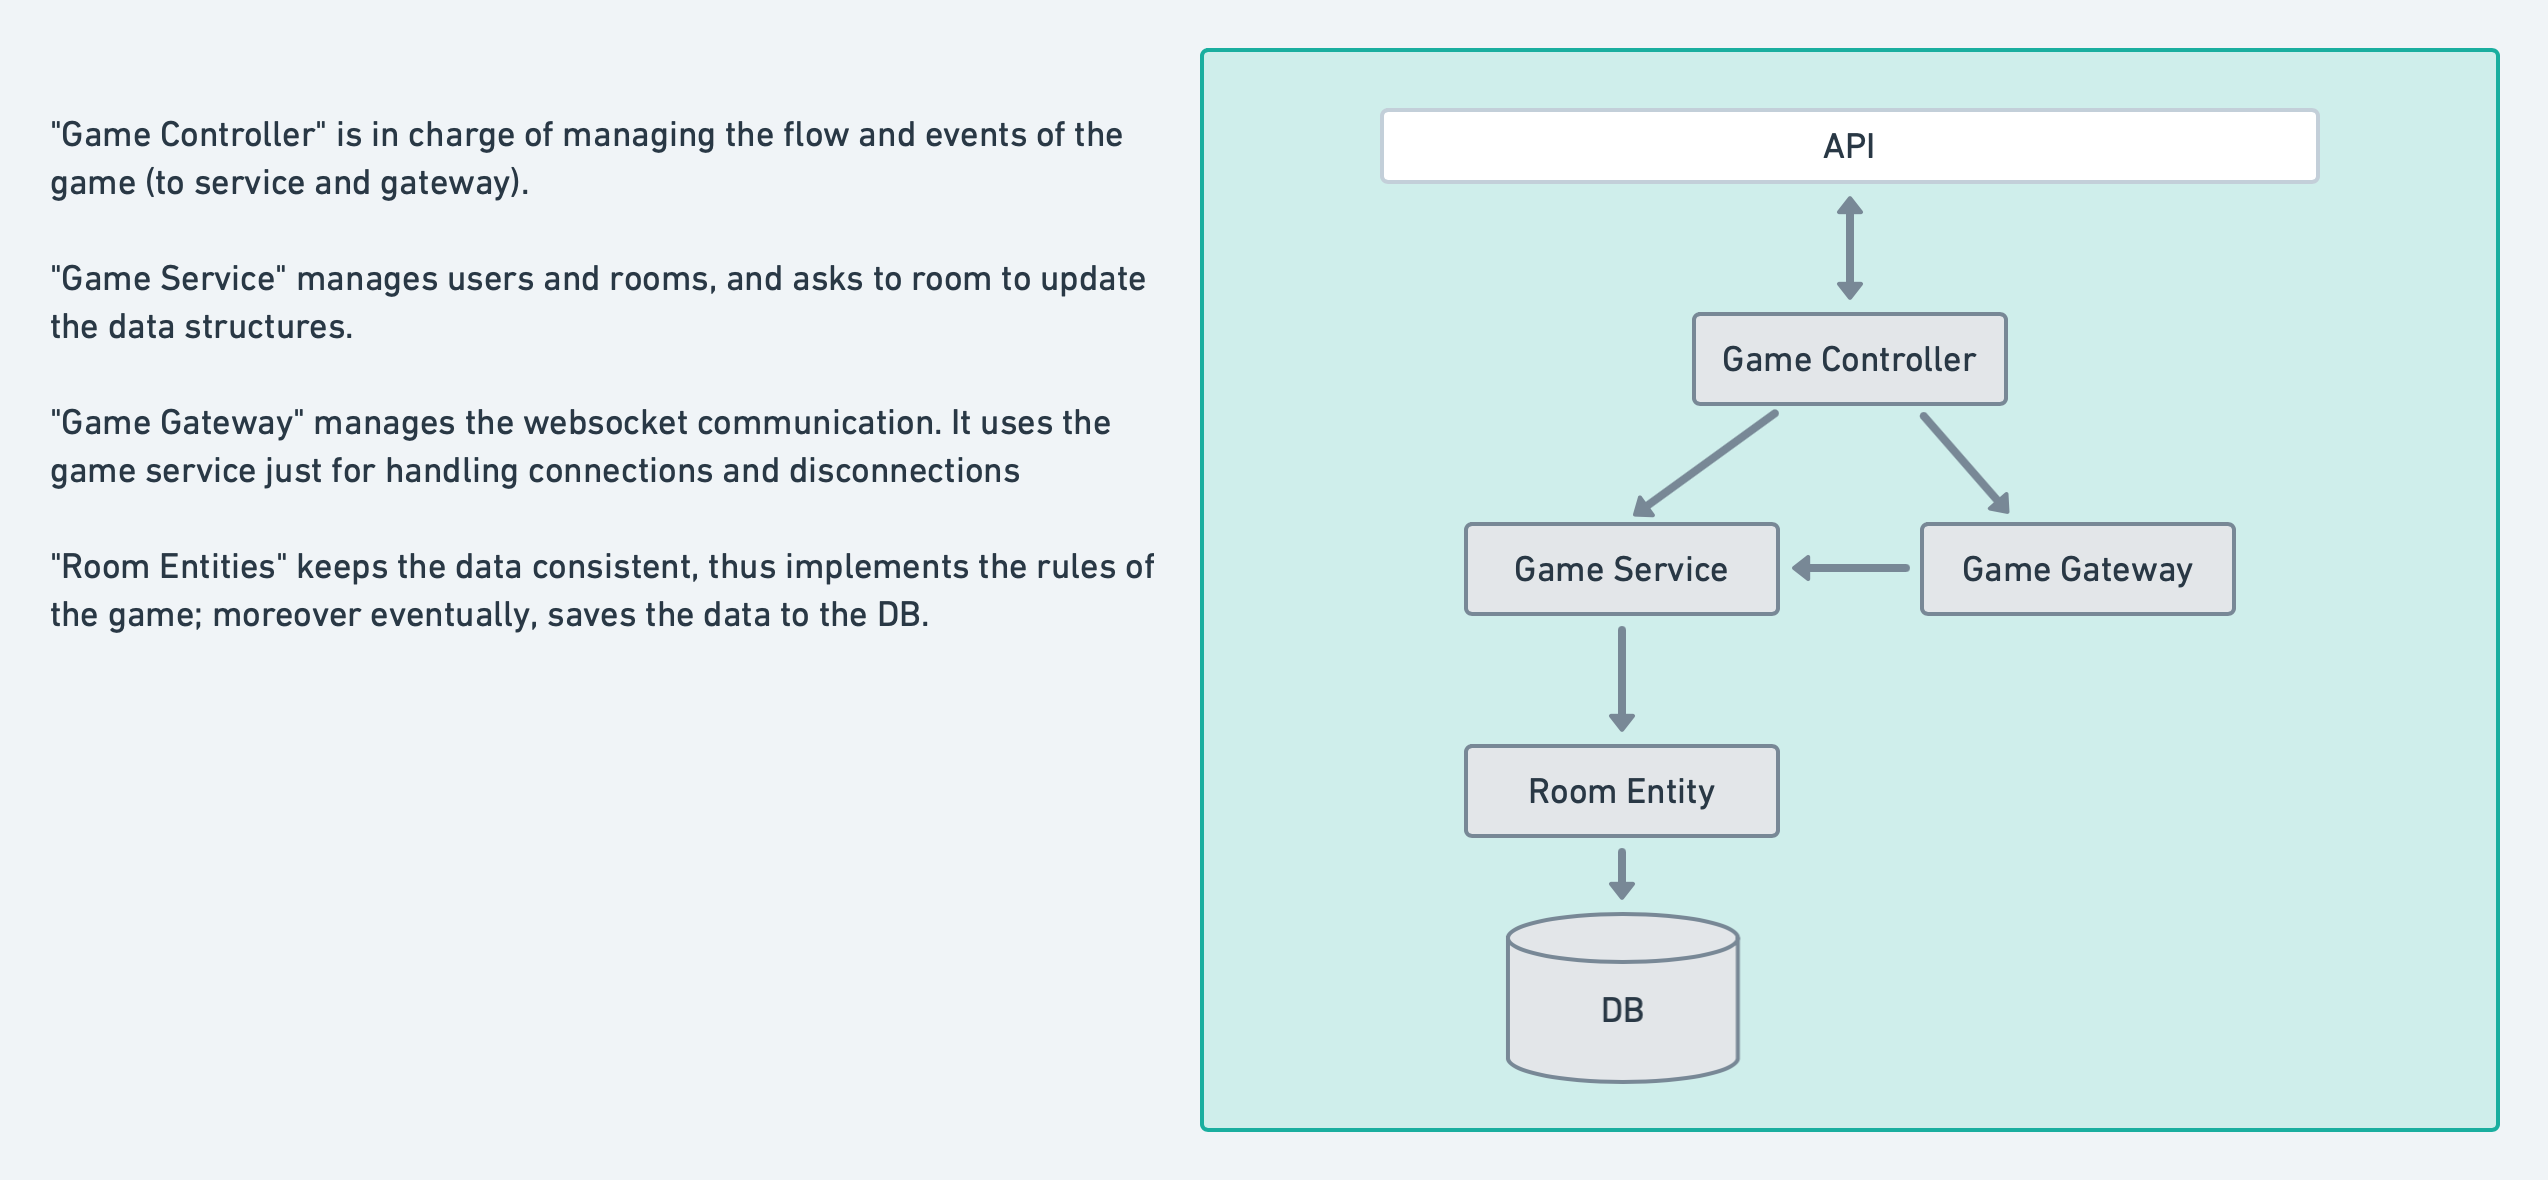 "Game Controller" is in charge of managing the flow and events of the
game (to service and gateway).
"Game Service" manages users and rooms, and asks to room to update
the data structures.
"Game Gateway" manages the websocket communication. It uses the
game service just for handling connections and disconnections
"Room Entities" keeps the data consistent, thus implements the rules of
the game; moreover eventually, saves the data to the DB.
API
Game Controller
Game Service
Game Gateway
Room Entity
DB